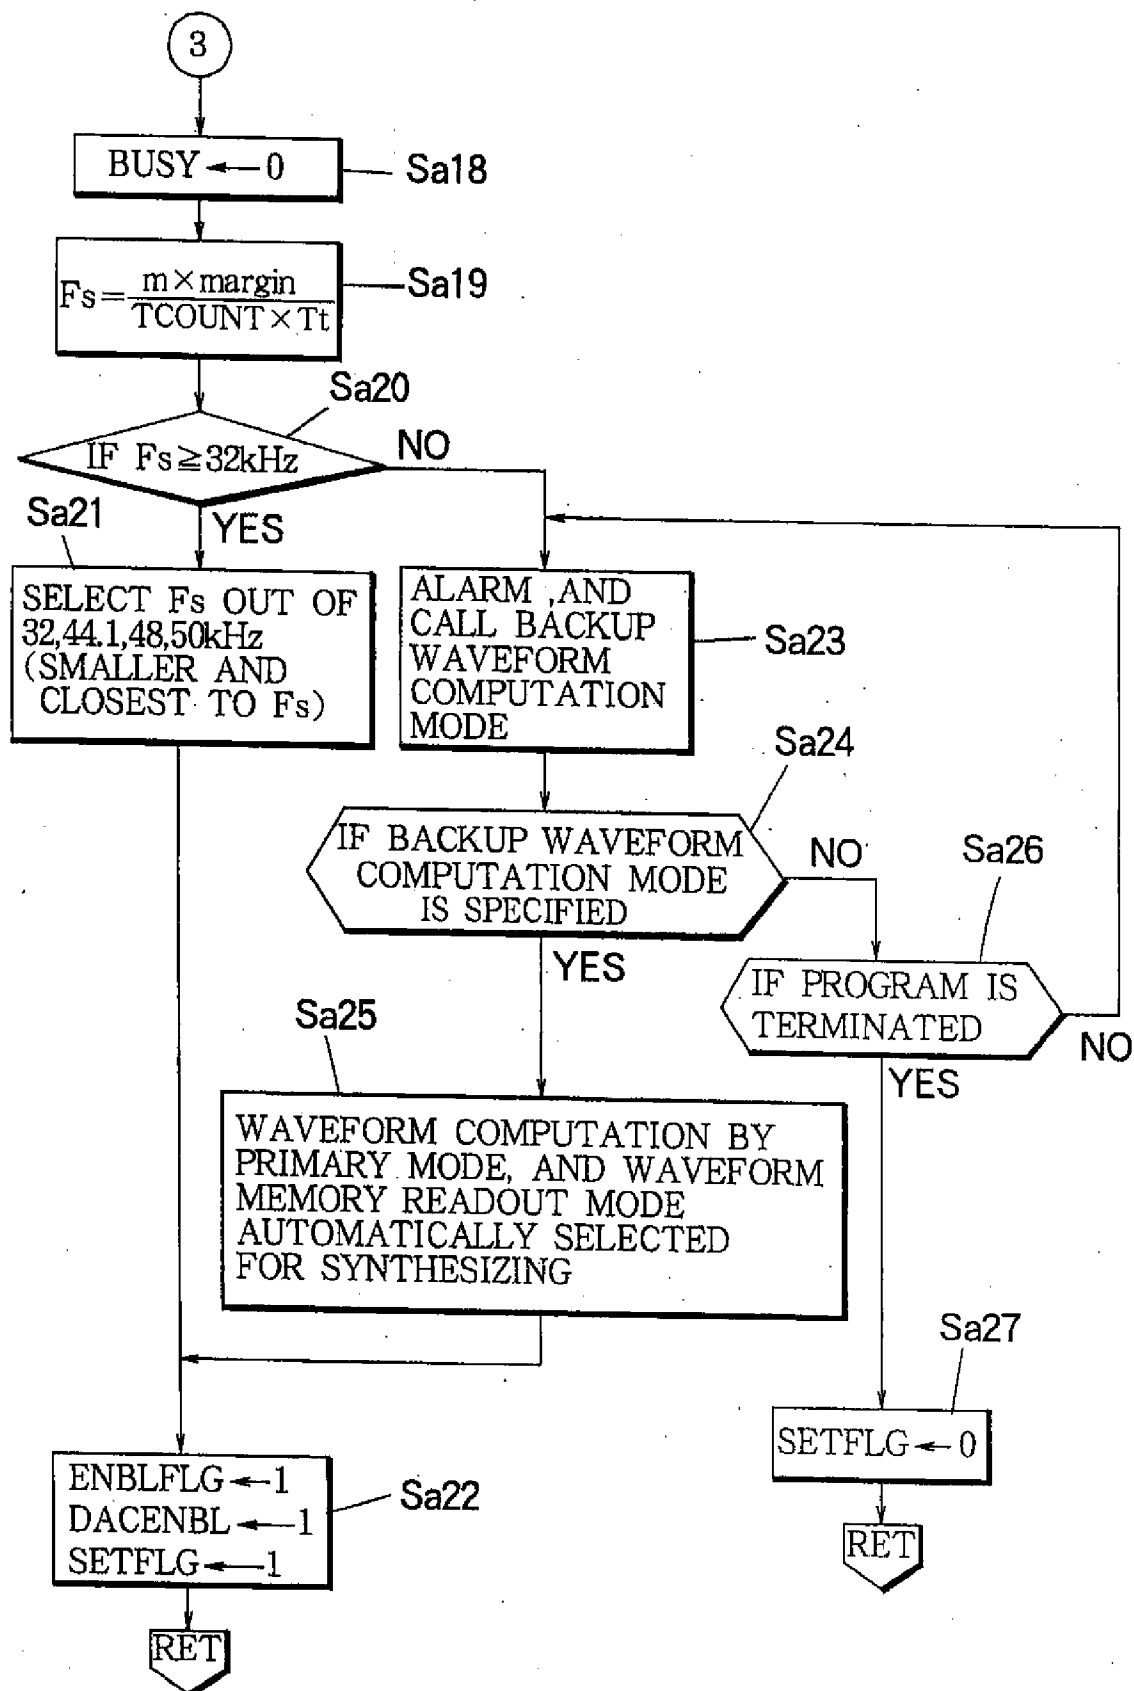 3
BUSY←0
Sa18
Fs=m×margin/TCOUNT×Tt
Sa19
Sa20
IF Fs≧32kHz
NO
Sa21
YES
SELECT Fs OUT OF
32,44.1,48,50kHz
(SMALLER AND
CLOSEST TO Fs)
ALARM ,AND
CALL BACKUP
WAVEFORM
COMPUTATION
MODE
Sa23
Sa24
IF BACKUP WAVEFORM
COMPUTATION MODE
IS SPECIFIED
NO
Sa26
YES
IF PROGRAM IS
TERMINATED
NO
Sa25
YES
WAVEFORM COMPUTATION BY
PRIMARY MODE, AND WAVEFORM
MEMORY READOUT MODE
AUTOMATICALLY SELECTED
FOR SYNTHESIZING
Sa27
SETFLG←0
RET
ENBLFLG←1
DACENBL←1
SETFLG←1
Sa22
RET